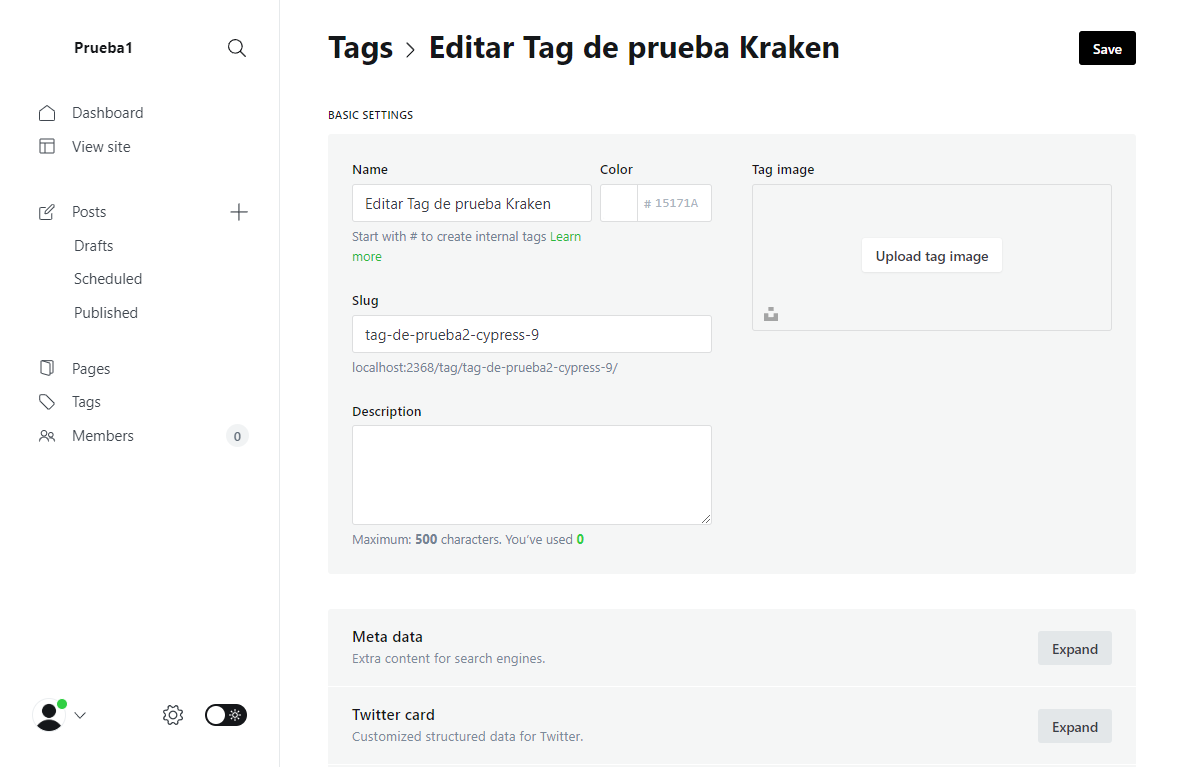 Prueba1
Dashboard
View site
Posts
Drafts
Scheduled
Published
Pages
Tags
Members
0
Tags > Editar Tag de prueba Kraken
Save
BASIC SETTINGS
Name
Editar Tag de prueba Kraken
Start with # to create internal tags Learn
more
Color
# 15171A
Slug
tag-de-prueba2-cypress-9
localhost:2368/tag/tag-de-prueba2-cypress-9/
Description
Maximum: 500 characters. You’ve used 0
Tag image
Upload tag image
Meta data
Extra content for search engines.
Expand
Twitter card
Customized structured data for Twitter.
Expand